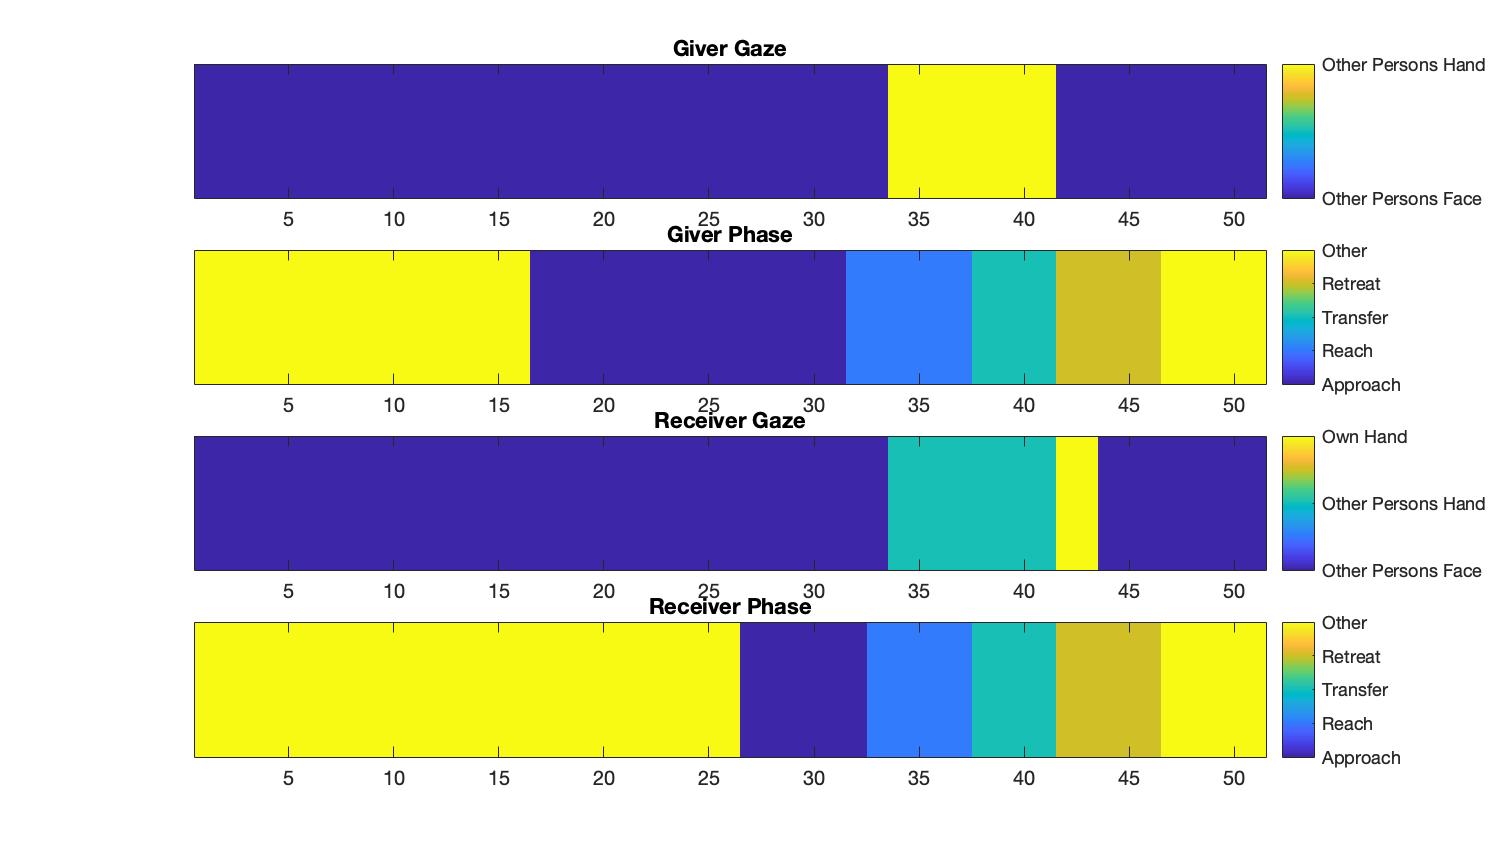 Giver Gaze
Other Persons Hand
Other Persons Face
5 10 15 20 25 30 35 40 45 50
Giver Phase
Other
Retreat
Transfer
Reach
Approach
5 10 15 20 25 30 35 40 45 50
Receiver Gaze
Own Hand
Other Persons Hand
Other Persons Face
5 10 15 20 25 30 35 40 45 50
Receiver Phase
Other
Retreat
Transfer
Reach
Approach
5 10 15 20 25 30 35 40 45 50